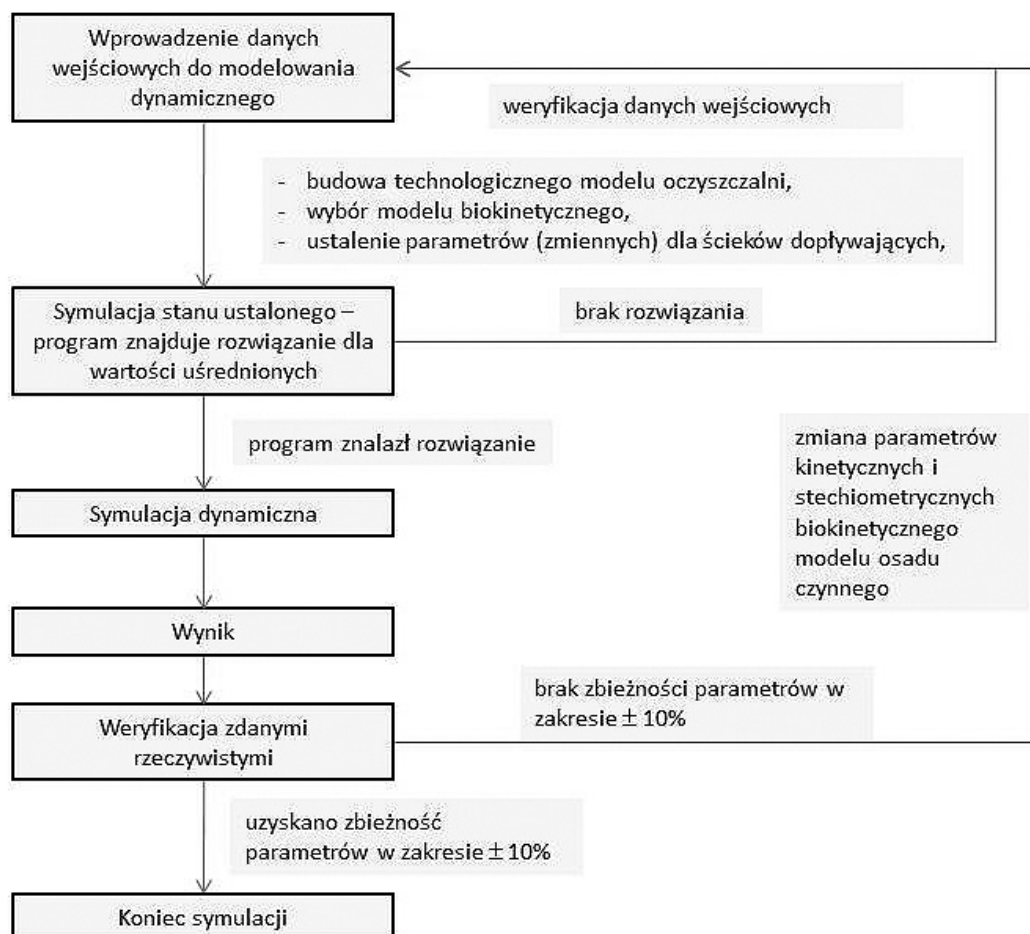 Wprowadzenie danych
wejściowych do modelowania
dynamicznego
weryfikacja danych wejściowych
- budowa technologicznego modelu oczyszczalni,
- wybór modelu biokinetycznego,
- ustalenie parametrów (zmiennych) dla ścieków dopływających,
Symulacja stanu ustalonego –
program znajduje rozwiązanie dla
wartości uśrednionych
brak rozwiązania
program znalazł rozwiązanie
zmiana parametrów
kinetycznych i
stechiometrycznych
biokinetycznego
modelu osadu
czynnego
Symulacja dynamiczna
Wynik
brak zbieżności parametrów w
zakresie ± 10%
Weryfikacja zdanymi
rzeczywistymi
uzyskano zbieżność
parametrów w zakresie ± 10%
Koniec symulacji